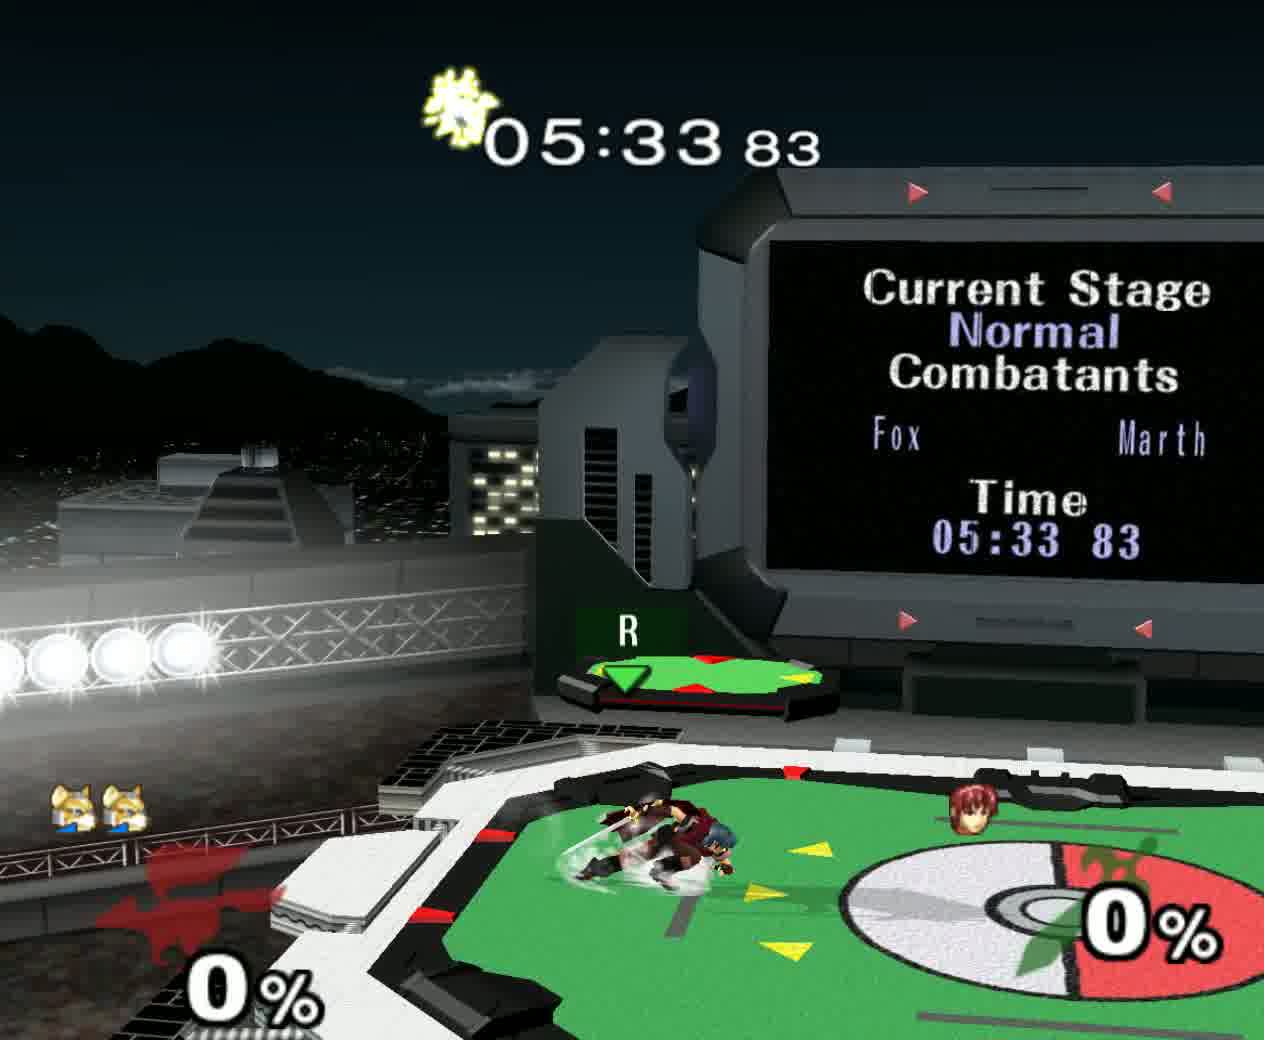 05:33 83
Current Stage
Normal
Combatants
Fox Marth
Time
05:33 83
R
0%
0%